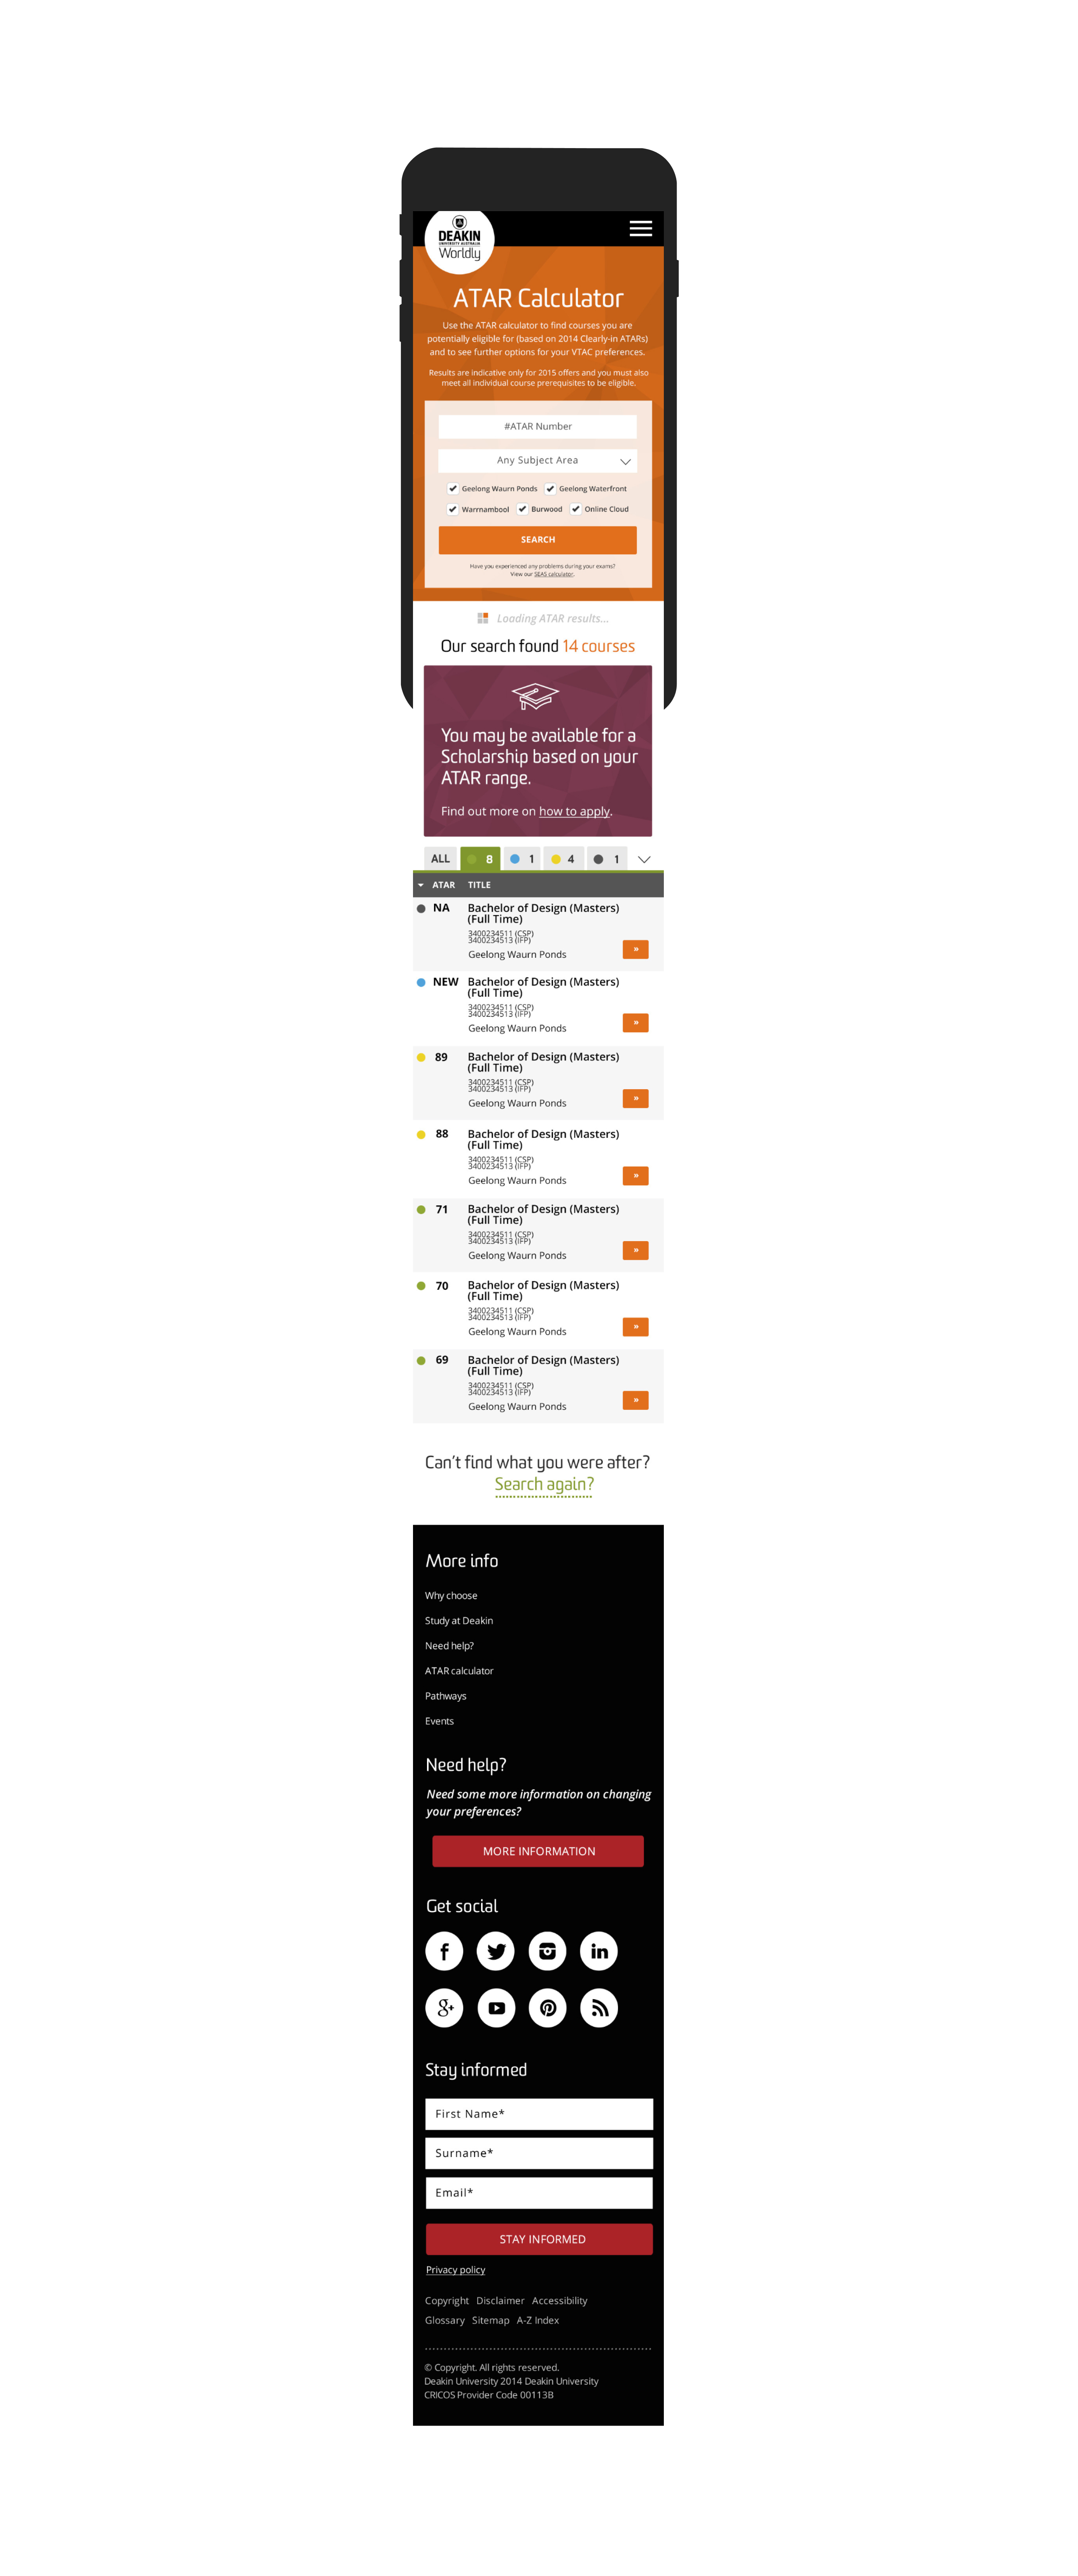 DEAKIN
UNIVERSITY AUSTRALIA
Worldly
ATAR Calculator
Use the ATAR calculator to find courses you are
potentially eligible for (based on 2014 Clearly-in ATARs)
and to see further options for your VTAC preferences.
Results are indicative only for 2015 offers and you must also
meet all individual course prerequisites to be eligible.
#ATAR Number
Any Subject Area
Geelong Waurn Ponds Geelong Waterfront
Warrnambool Burwood Online Cloud
SEARCH
Have you experienced any problems during your exams?
View our SEAS calculator.
Loading ATAR results...
Our search found 14 courses
You may be available for a
Scholarship based on your
ATAR range.
Find out more on how to apply.
ALL 8 1 4 1
ATAR TITLE
NA Bachelor of Design (Masters)
(Full Time)
3400234511 (CSP)
3400234513 (IFP)
Geelong Waurn Ponds »
NEW Bachelor of Design (Masters)
(Full Time)
3400234511 (CSP)
3400234513 (IFP)
Geelong Waurn Ponds »
89 Bachelor of Design (Masters)
(Full Time)
3400234511 (CSP)
3400234513 (IFP)
Geelong Waurn Ponds »
88 Bachelor of Design (Masters)
(Full Time)
3400234511 (CSP)
3400234513 (IFP)
Geelong Waurn Ponds »
71 Bachelor of Design (Masters)
(Full Time)
3400234511 (CSP)
3400234513 (IFP)
Geelong Waurn Ponds »
70 Bachelor of Design (Masters)
(Full Time)
3400234511 (CSP)
3400234513 (IFP)
Geelong Waurn Ponds »
69 Bachelor of Design (Masters)
(Full Time)
3400234511 (CSP)
3400234513 (IFP)
Geelong Waurn Ponds »
Can't find what you were after?
Search again?
More info
Why choose
Study at Deakin
Need help?
ATAR calculator
Pathways
Events
Need help?
Need some more information on changing
your preferences?
MORE INFORMATION
Get social
f in
g+
Stay informed
First Name*
Surname*
Email*
STAY INFORMED
Privacy policy
Copyright Disclaimer Accessibility
Glossary Sitemap A-Z Index
© Copyright. All rights reserved.
Deakin University 2014 Deakin University
CRICOS Provider Code 00113B